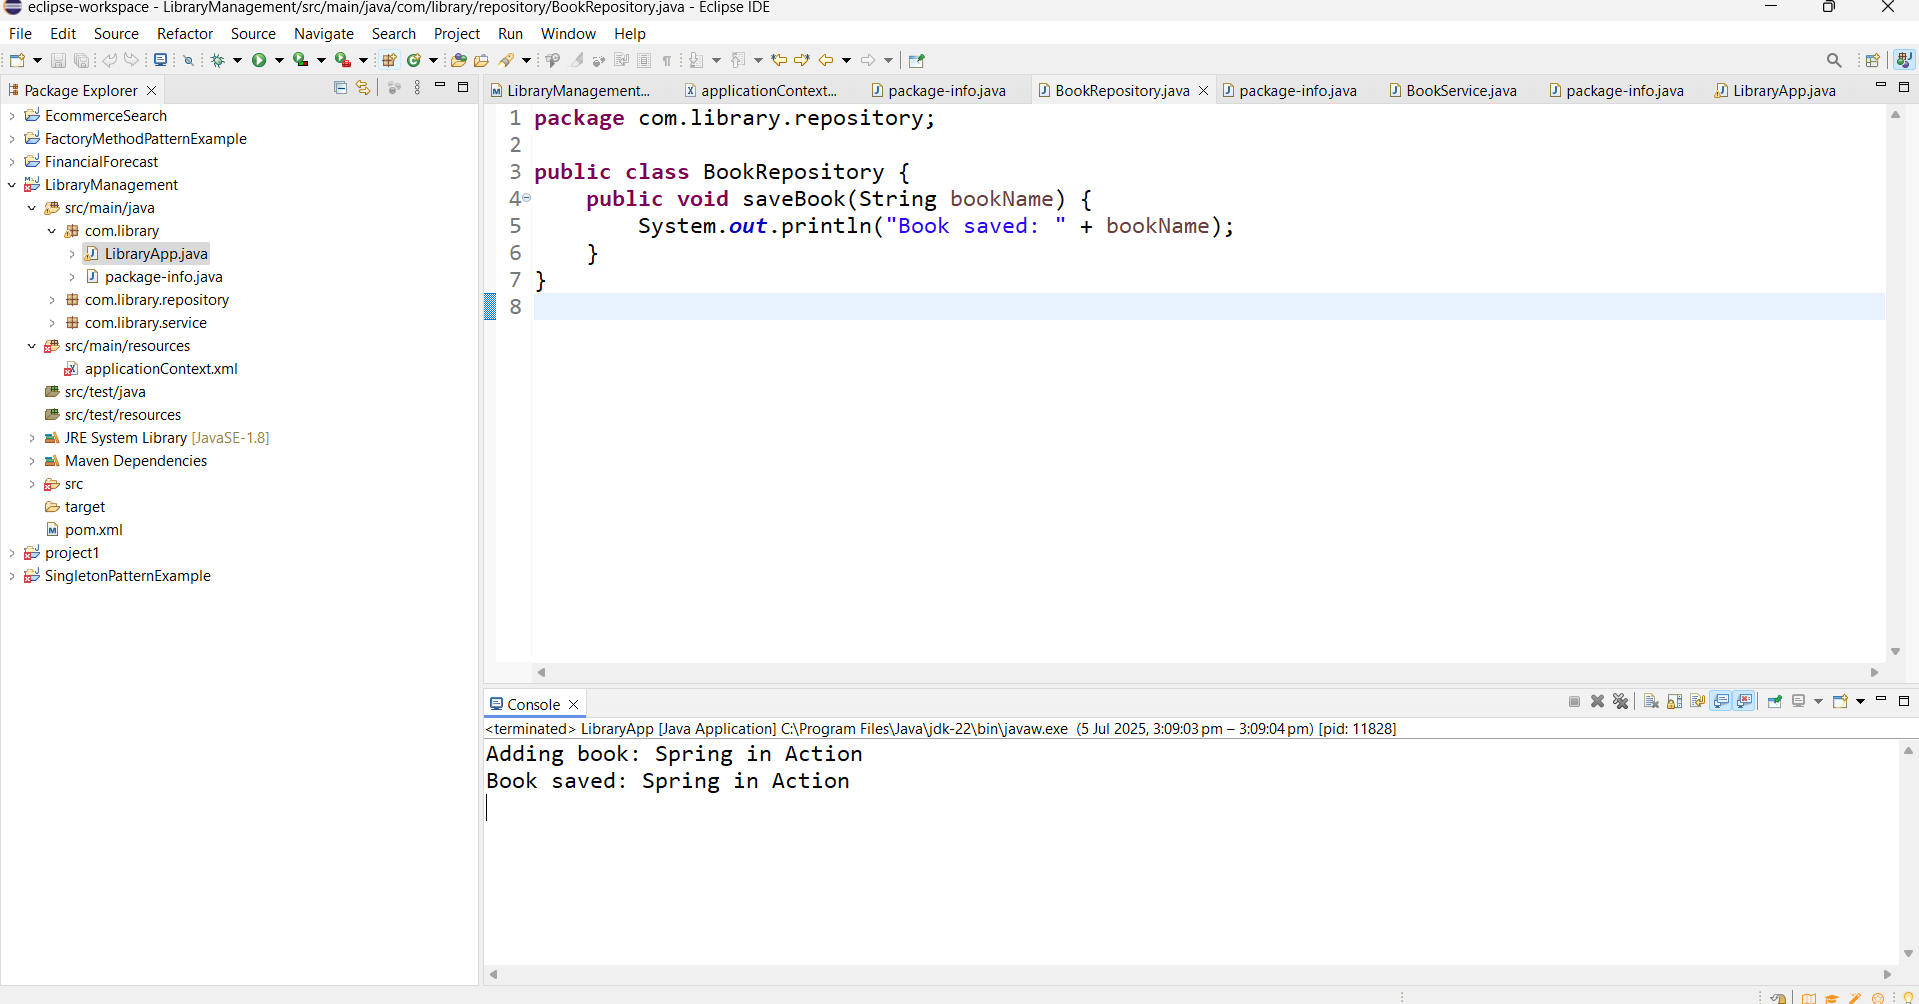 eclipse-workspace - LibraryManagement/src/main/java/com/library/repository/BookRepository.java - Eclipse IDE
File Edit Source Refactor Source Navigate Search Project Run Window Help
Package Explorer
EcommerceSearch
FactoryMethodPatternExample
FinancialForecast
LibraryManagement
src/main/java
com.library
LibraryApp.java
package-info.java
com.library.repository
com.library.service
src/main/resources
applicationContext.xml
src/test/java
src/test/resources
JRE System Library [JavaSE-1.8]
Maven Dependencies
src
target
pom.xml
project1
SingletonPatternExample
LibraryManagement... applicationContext... package-info.java BookRepository.java package-info.java BookService.java package-info.java LibraryApp.java
1 package com.library.repository;
2
3 public class BookRepository {
4 public void saveBook(String bookName) {
5 System.out.println("Book saved: " + bookName);
6 }
7 }
8
Console
<terminated> LibraryApp [Java Application] C:\Program Files\Java\jdk-22\bin\javaw.exe (5 Jul 2025, 3:09:03 pm – 3:09:04 pm) [pid: 11828]
Adding book: Spring in Action
Book saved: Spring in Action